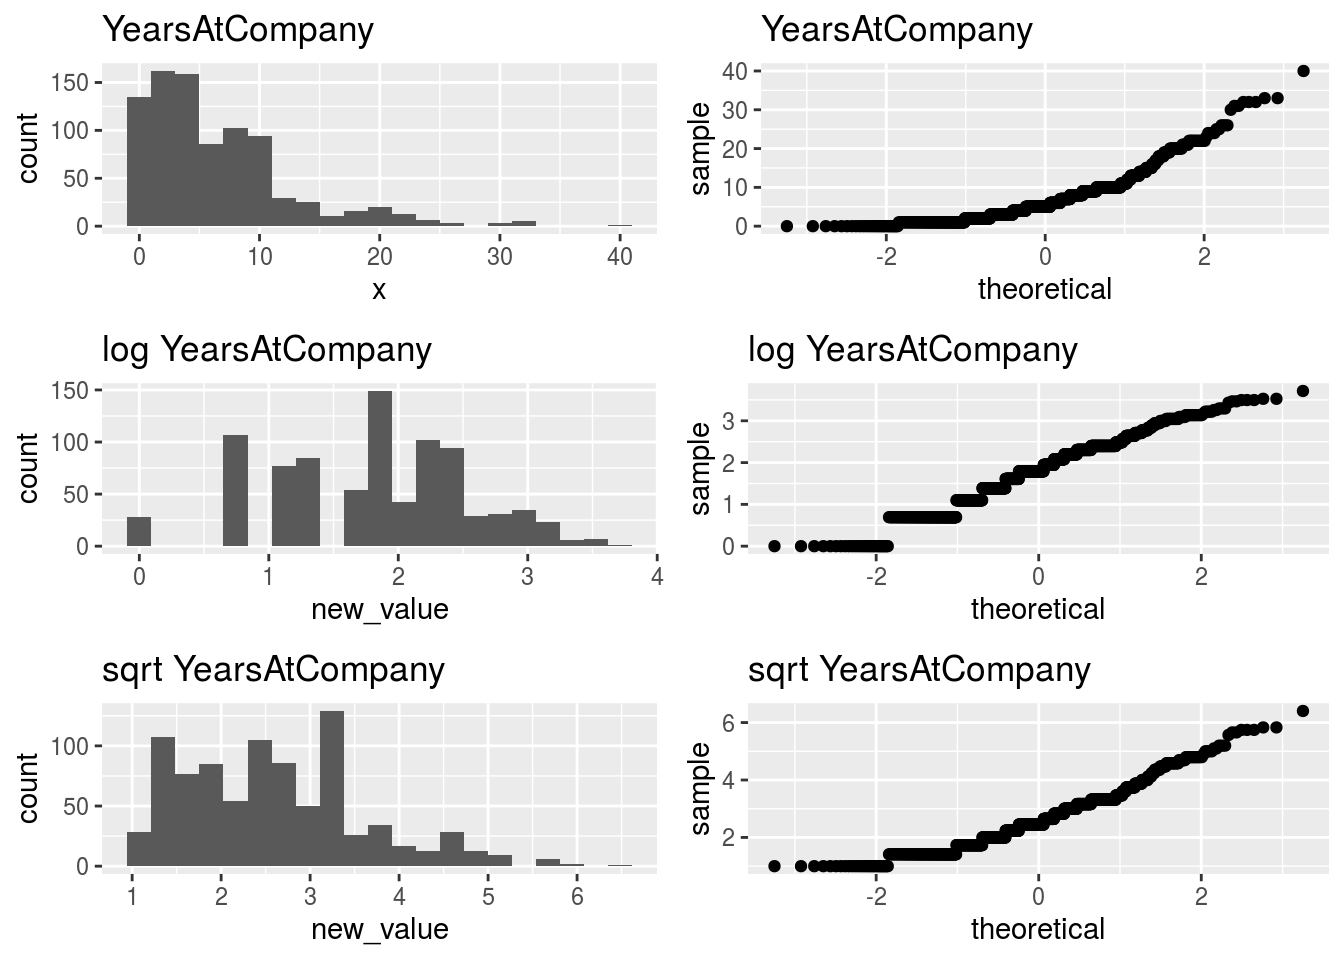 YearsAtCompany
count
150
100
50
0
0 10 20 30 40
x
YearsAtCompany
sample
40
30
20
10
0
-2 0 2
theoretical
log YearsAtCompany
count
150
100
50
0
0 1 2 3 4
new_value
log YearsAtCompany
sample
3
2
1
0
-2 0 2
theoretical
sqrt YearsAtCompany
count
100
50
0
1 2 3 4 5 6
new_value
sqrt YearsAtCompany
sample
6
4
2
-2 0 2
theoretical